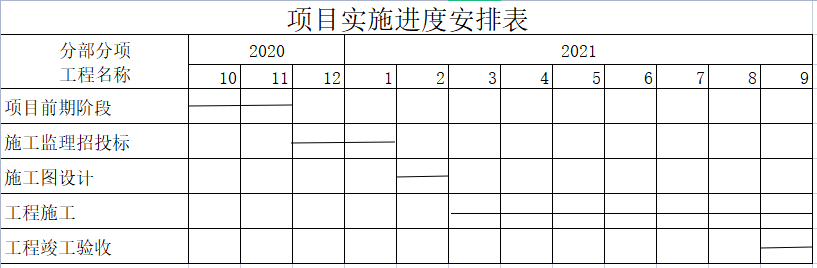 项目实施进度安排表
分部分项 2020 2021
工程名称 10 11 12 1 2 3 4 5 6 7 8 9
项目前期阶段
施工监理招投标
施工图设计
工程施工
工程竣工验收